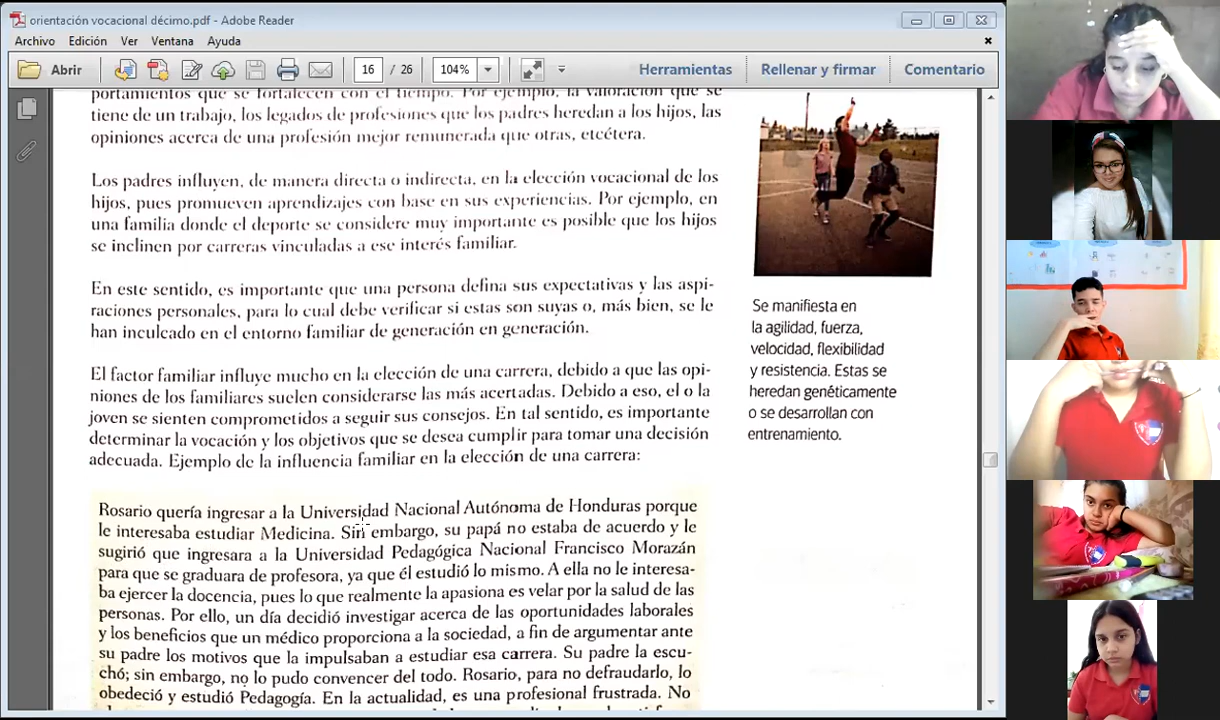 orientación vocacional décimo.pdf - Adobe Reader
Archivo Edición Ver Ventana Ayuda
Abrir 16 / 26 104% Herramientas Rellenar y firmar Comentario
portamientos que se fortalecen con el tiempo. Por ejemplo, la valoración que se
tiene de un trabajo, los legados de profesiones que los padres heredan a los hijos, las
opiniones acerca de una profesión mejor remunerada que otras, etcétera.
Los padres influyen, de manera directa o indirecta, en la elección vocacional de los
hijos, pues promueven aprendizajes con base en sus experiencias. Por ejemplo, en
una familia donde el deporte se considere muy importante es posible que los hijos
se inclinen por carreras vinculadas a ese interés familiar.
En este sentido, es importante que una persona defina sus expectativas y las aspi-
raciones personales, para lo cual debe verificar si estas son suyas o, más bien, se le
han inculcado en el entorno familiar de generación en generación.
El factor familiar influye mucho en la elección de una carrera, debido a que las opi-
niones de los familiares suelen considerarse las más acertadas. Debido a eso, el o la
joven se sienten comprometidos a seguir sus consejos. En tal sentido, es importante
determinar la vocación y los objetivos que se desea cumplir para tomar una decisión
adecuada. Ejemplo de la influencia familiar en la elección de una carrera:
Rosario quería ingresar a la Universidad Nacional Autónoma de Honduras porque
le interesaba estudiar Medicina. Sin embargo, su papá no estaba de acuerdo y le
sugirió que ingresara a la Universidad Pedagógica Nacional Francisco Morazán
para que se graduara de profesora, ya que él estudió lo mismo. A ella no le interesa-
ba ejercer la docencia, pues lo que realmente la apasiona es velar por la salud de las
personas. Por ello, un día decidió investigar acerca de las oportunidades laborales
y los beneficios que un médico proporciona a la sociedad, a fin de argumentar ante
su padre los motivos que la impulsaban a estudiar esa carrera. Su padre la escu-
chó; sin embargo, no lo pudo convencer del todo. Rosario, para no defraudarlo, lo
obedeció y estudió Pedagogía. En la actualidad, es una profesional frustrada. No
Se manifiesta en
la agilidad, fuerza,
velocidad, flexibilidad
y resistencia. Estas se
heredan genéticamente
o se desarrollan con
entrenamiento.